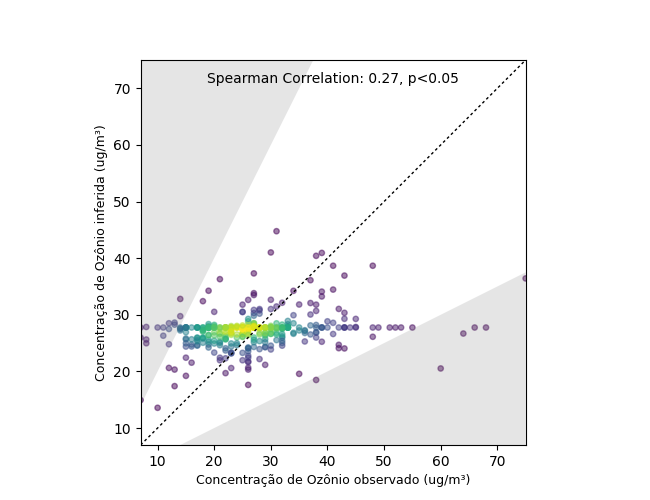 Spearman Correlation: 0.27, p<0.05
70
60
50
40
30
20
10
Concentração de Ozônio inferida (ug/m³)
10 20 30 40 50 60 70
Concentração de Ozônio observado (ug/m³)